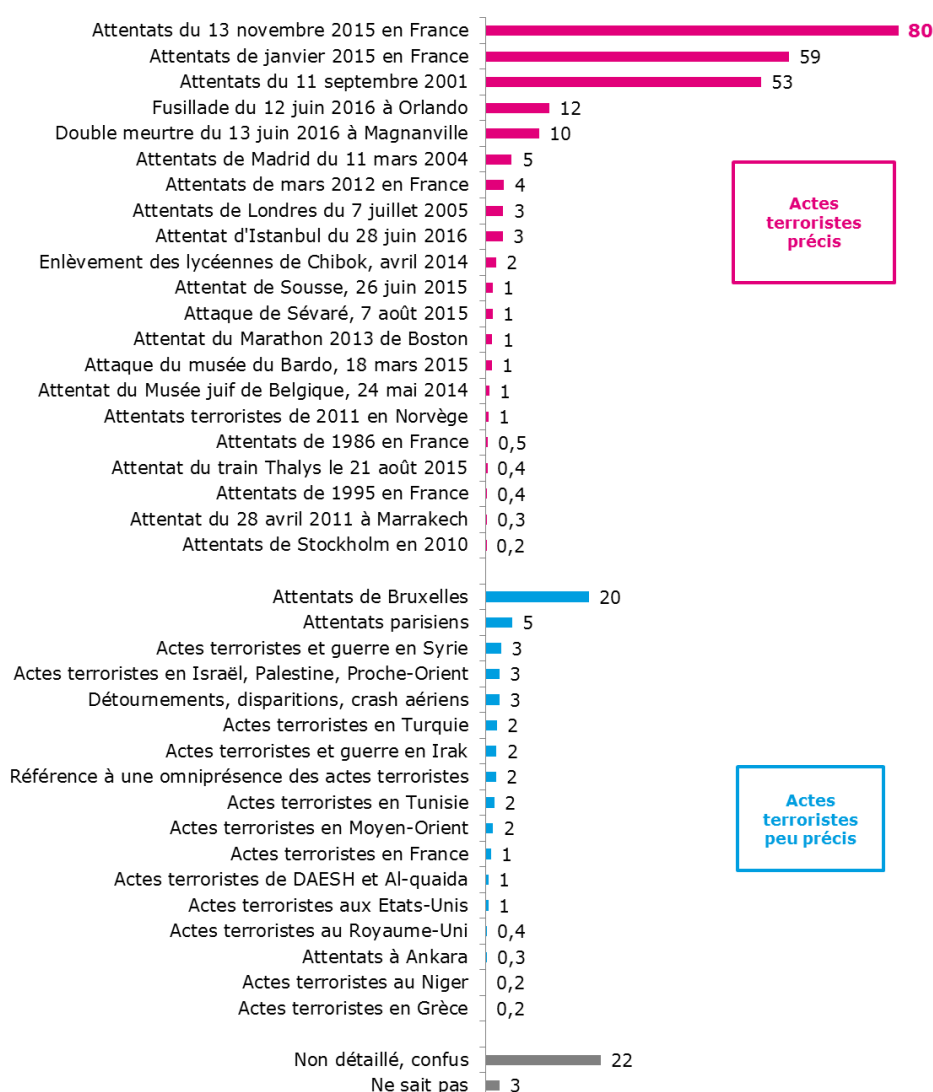 Attentats du 13 novembre 2015 en France 80
Attentats de janvier 2015 en France 59
Attentats du 11 septembre 2001 53
Fusillade du 12 juin 2016 à Orlando 12
Double meurtre du 13 juin 2016 à Magnanville 10
Attentats de Madrid du 11 mars 2004 5
Attentats de mars 2012 en France 4
Attentats de Londres du 7 juillet 2005 3
Attentat d'Istanbul du 28 juin 2016 3
Enlèvement des lycéennes de Chibok, avril 2014 2
Attentat de Sousse, 26 juin 2015 1
Attaque de Sévaré, 7 août 2015 1
Attentat du Marathon 2013 de Boston 1
Attaque du musée du Bardo, 18 mars 2015 1
Attentat du Musée juif de Belgique, 24 mai 2014 1
Attentats terroristes de 2011 en Norvège 1
Attentats de 1986 en France 0,5
Attentat du train Thalys le 21 août 2015 0,4
Attentats de 1995 en France 0,4
Attentat du 28 avril 2011 à Marrakech 0,3
Attentats de Stockholm en 2010 0,2
Actes
terroristes
précis
Attentats de Bruxelles 20
Attentats parisiens 5
Actes terroristes et guerre en Syrie 3
Actes terroristes en Israël, Palestine, Proche-Orient 3
Détournements, disparitions, crash aériens 3
Actes terroristes en Turquie 2
Actes terroristes et guerre en Irak 2
Référence à une omniprésence des actes terroristes 2
Actes terroristes en Tunisie 2
Actes terroristes en Moyen-Orient 2
Actes terroristes en France 1
Actes terroristes de DAESH et Al-quaida 1
Actes terroristes aux Etats-Unis 1
Actes terroristes au Royaume-Uni 0,4
Attentats à Ankara 0,3
Actes terroristes au Niger 0,2
Actes terroristes en Grèce 0,2
Actes
terroristes
peu précis
Non détaillé, confus 22
Ne sait pas 3